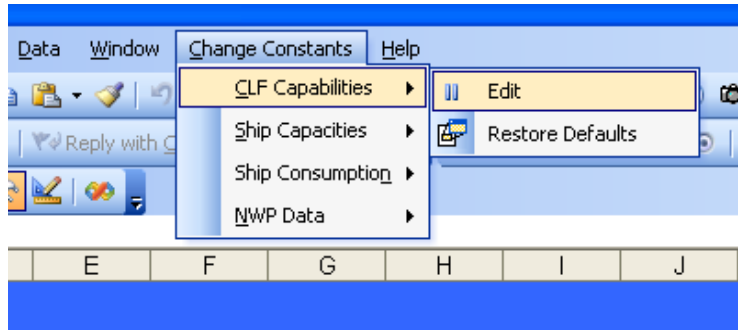 Data Window Change Constants Help
CLF Capabilities Edit
Ship Capacities Restore Defaults
Reply with
Ship Consumption
NWP Data
E F G H I J